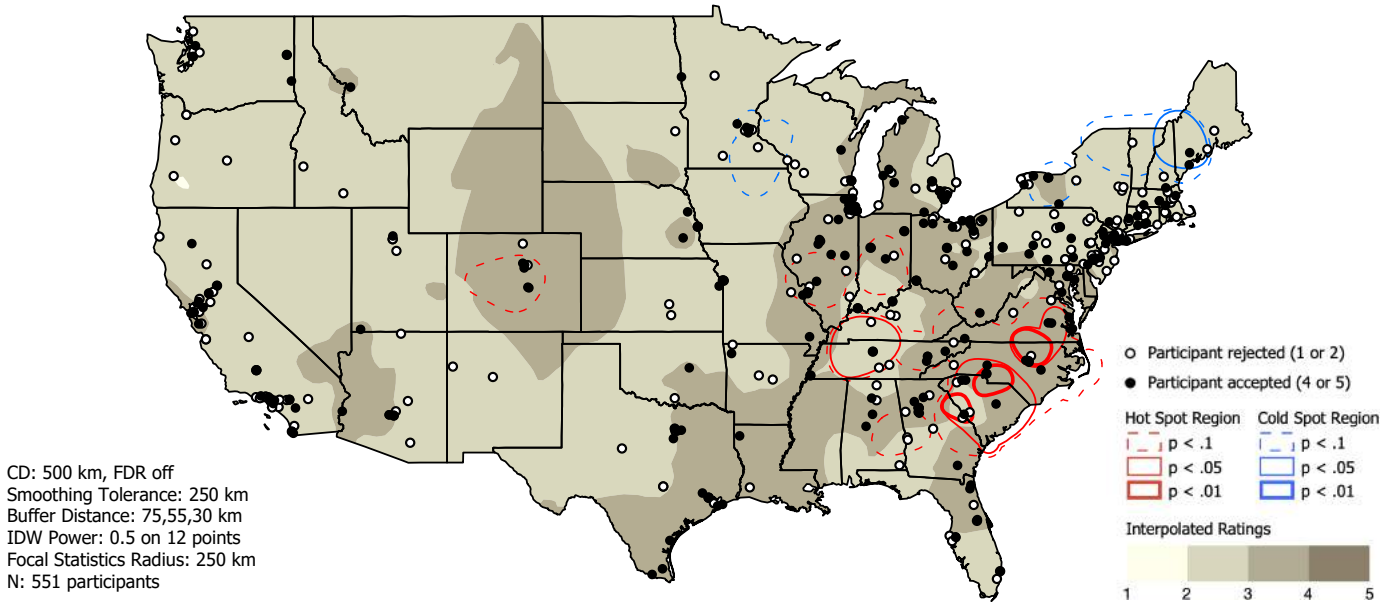 CD: 500 km, FDR off
Smoothing Tolerance: 250 km
Buffer Distance: 75,55,30 km
IDW Power: 0.5 on 12 points
Focal Statistics Radius: 250 km
N: 551 participants
Participant rejected (1 or 2)
Participant accepted (4 or 5)
Hot Spot Region Cold Spot Region
p < .1 p < .1
p < .05 p < .05
p < .01 p < .01
Interpolated Ratings
1 2 3 4 5